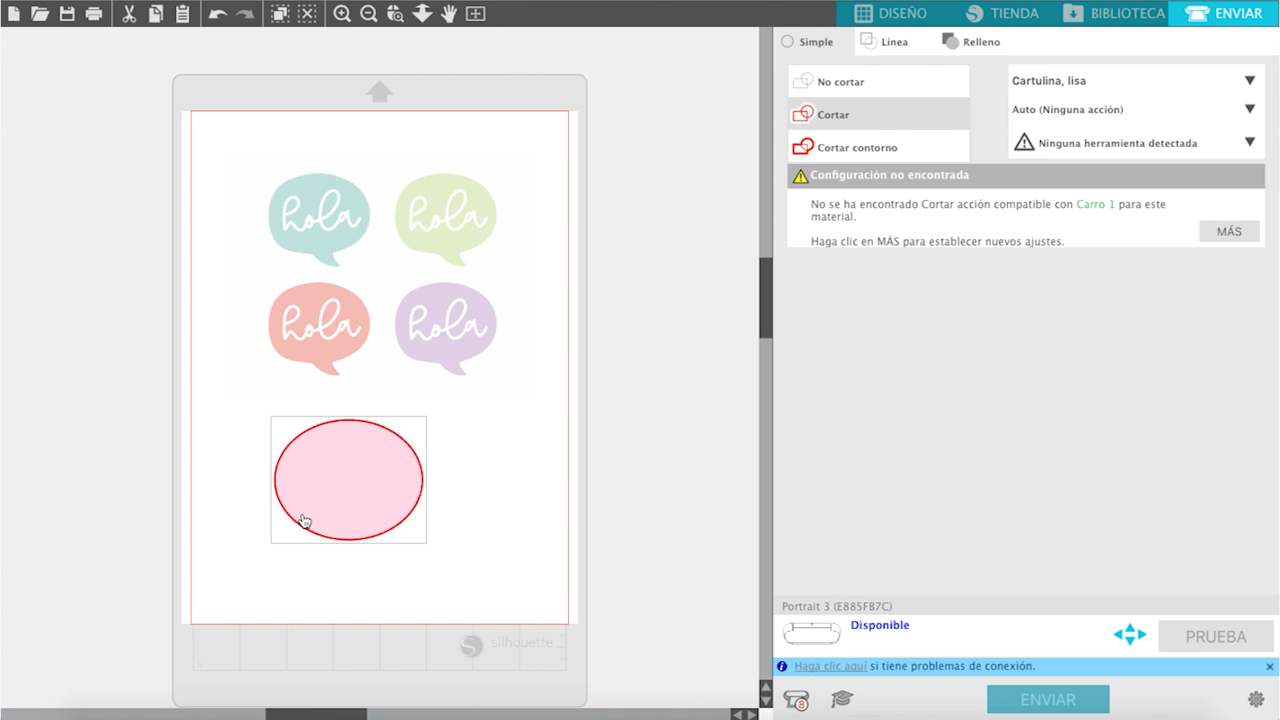 DISEÑO
TIENDA
BIBLIOTECA
ENVIAR
Simple
Línea
Relleno
No cortar
Cortar
Cortar contorno
Cartulina, lisa
Auto (Ninguna acción)
Ninguna herramienta detectada
Configuración no encontrada
No se ha encontrado Cortar acción compatible con Carro 1 para este
material.
Haga clic en MÁS para establecer nuevos ajustes.
MÁS
hola
hola
hola
hola
silhouette
Portrait 3 (E885FB7C)
Disponible
PRUEBA
Haga clic aquí si tiene problemas de conexión.
8
ENVIAR